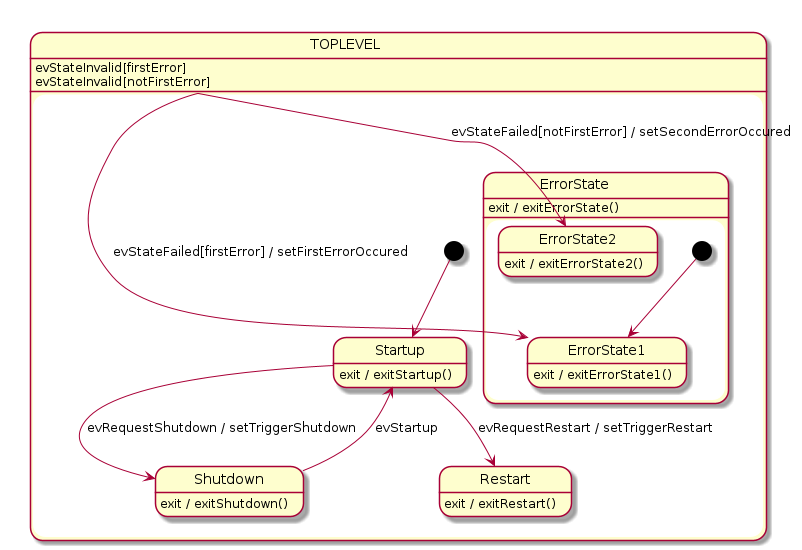 TOPLEVEL
evStateInvalid[firstError]
evStateInvalid[notFirstError]
evStateFailed[notFirstError] / setSecondErrorOccured
ErrorState
exit / exitErrorState()
ErrorState2
exit / exitErrorState2()
evStateFailed[firstError] / setFirstErrorOccured
Startup
exit / exitStartup()
ErrorState1
exit / exitErrorState1()
evRequestShutdown / setTriggerShutdown
evStartup
evRequestRestart / setTriggerRestart
Shutdown
exit / exitShutdown()
Restart
exit / exitRestart()